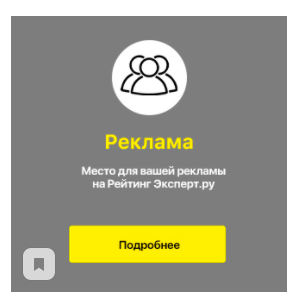 Реклама
Место для вашей рекламы
на Рейтинг Эксперт.ру
Подробнее